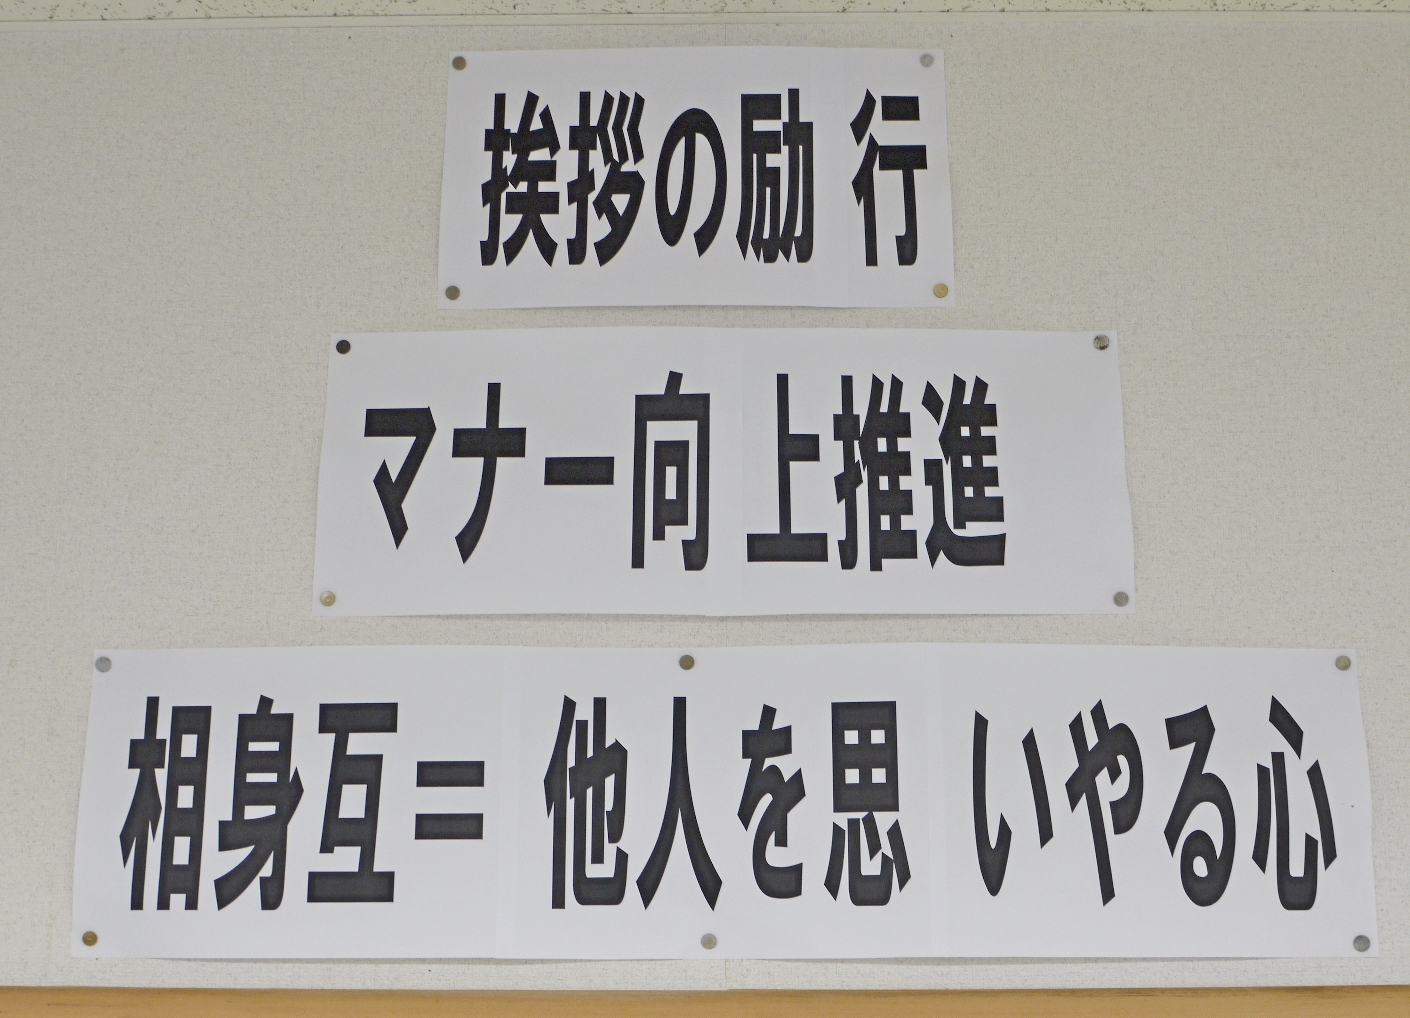 挨拶の励行
マナー向上推進
相身互=他人を思いやる心